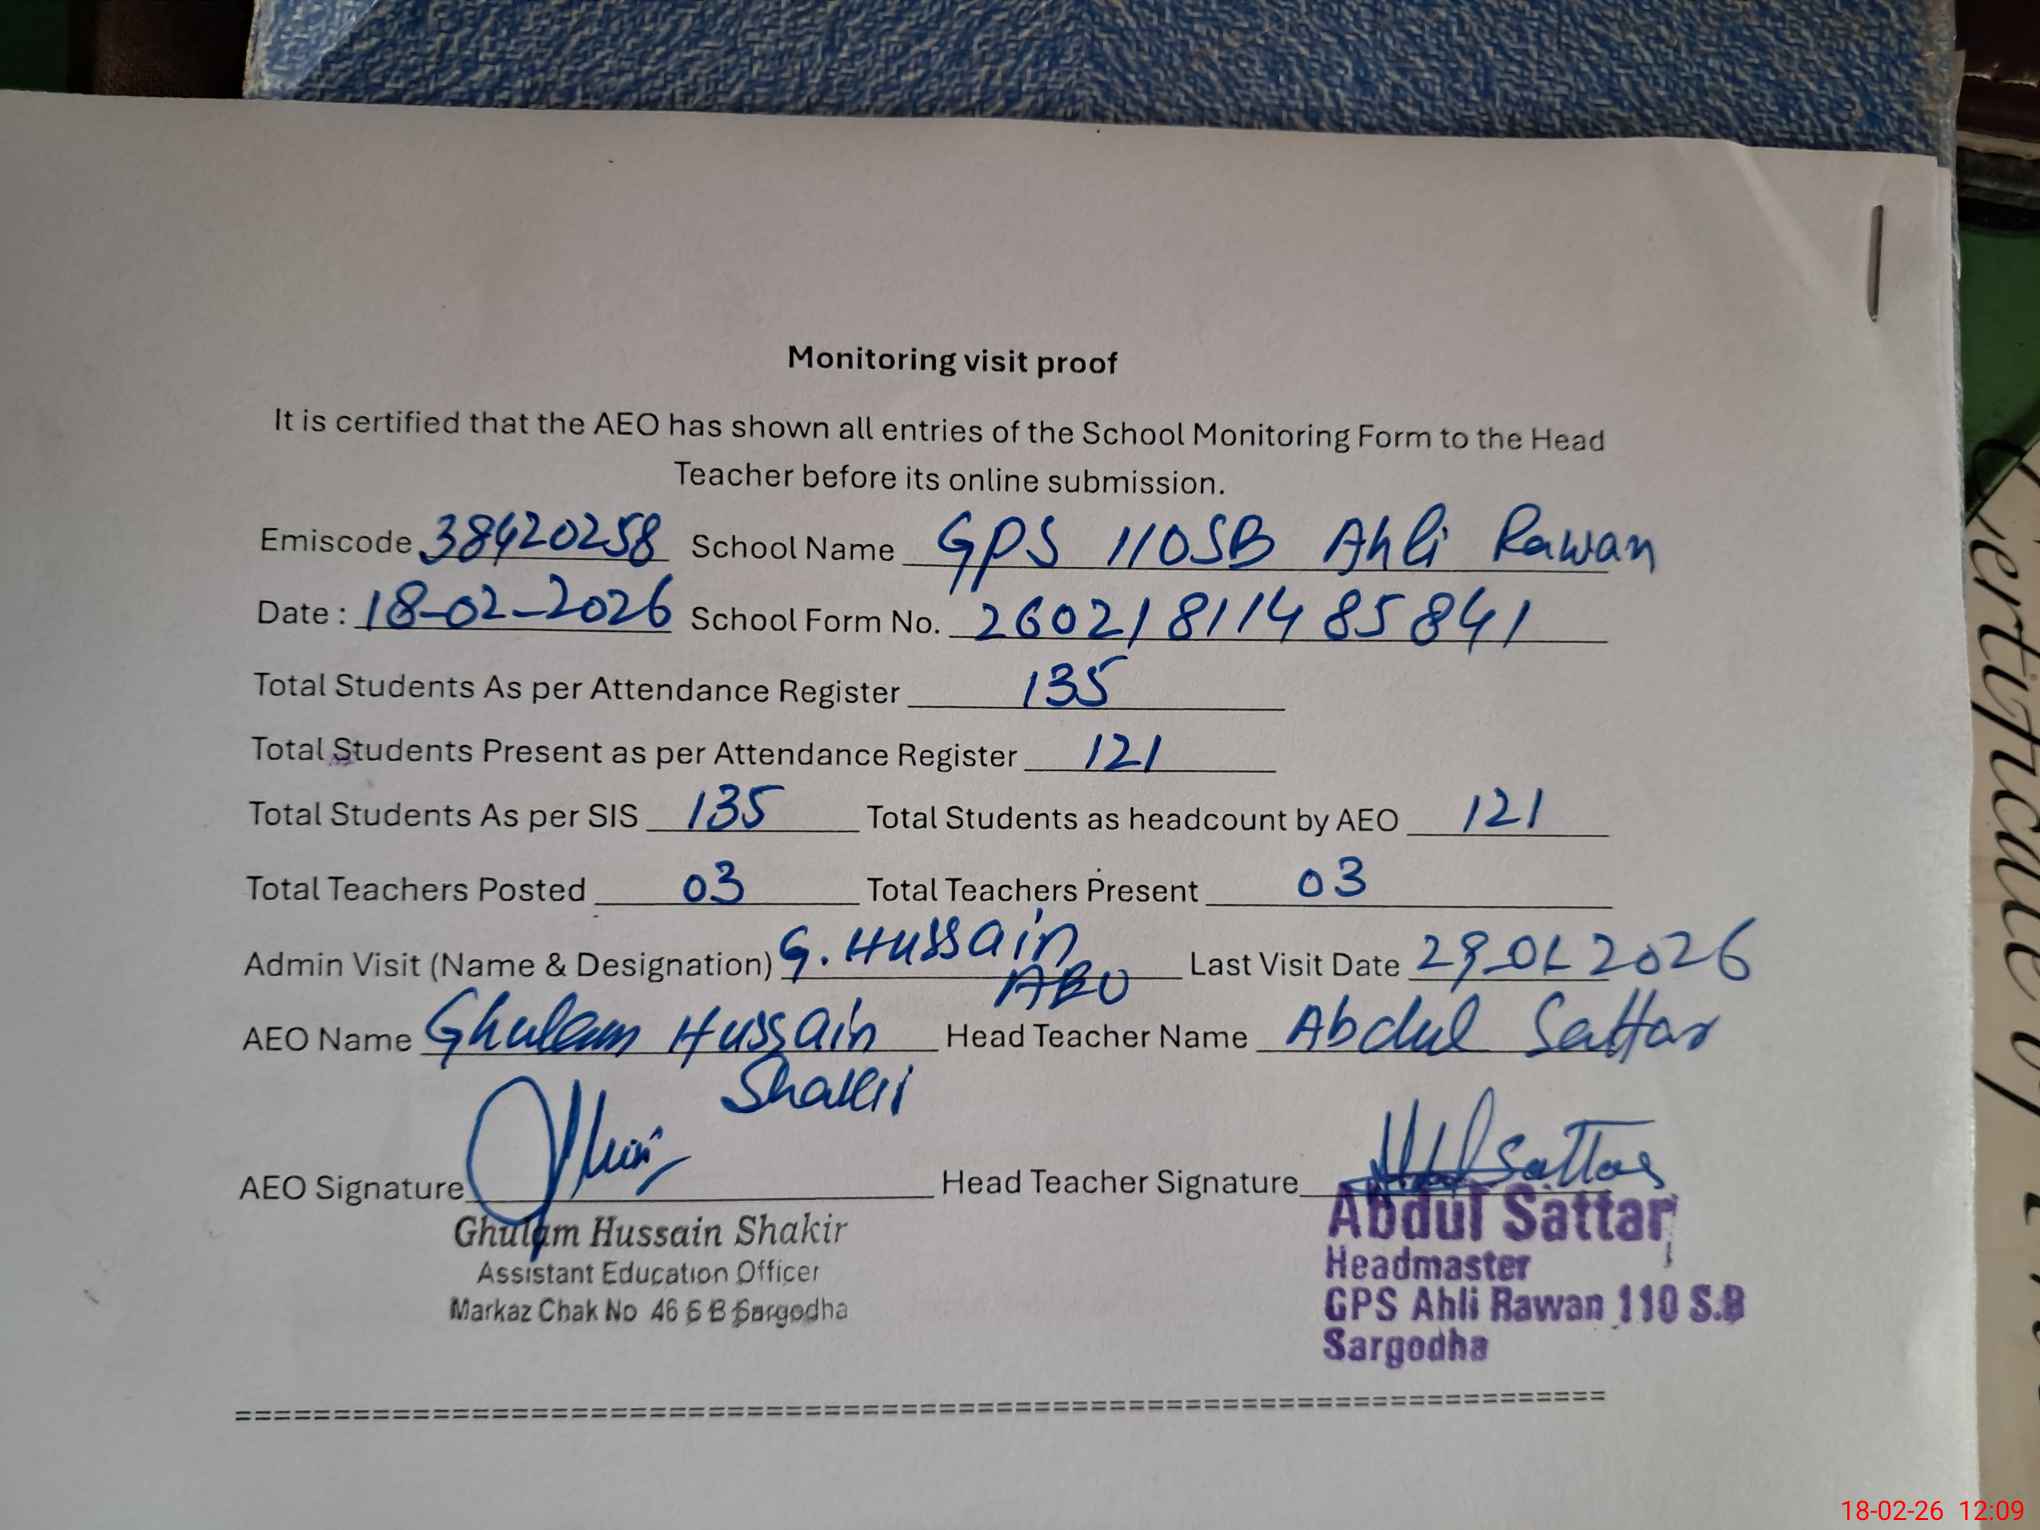 Monitoring visit proof
It is certified that the AEO has shown all entries of the School Monitoring Form to the Head
Teacher before its online submission.
Emiscode 38420258 School Name GPS 110SB Ahli Rawan
Date : 18-02-2026 School Form No. 26021811485841
Total Students As per Attendance Register 135
Total Students Present as per Attendance Register 121
Total Students As per SIS 135 Total Students as headcount by AEO 121
Total Teachers Posted 03 Total Teachers Present 03
Admin Visit (Name & Designation) G. Hussain AEO Last Visit Date 29-01-2026
AEO Name Ghulam Hussain Shakir Head Teacher Name Abdul Sattar
AEO Signature Head Teacher Signature Sattar
Ghulam Hussain Shakir
Assistant Education Officer
Markaz Chak No 46 S B Sargodha
Abdul Sattar
Headmaster
GPS Ahli Rawan 110 S.B
Sargodha
================================================================
18-02-26 12:09